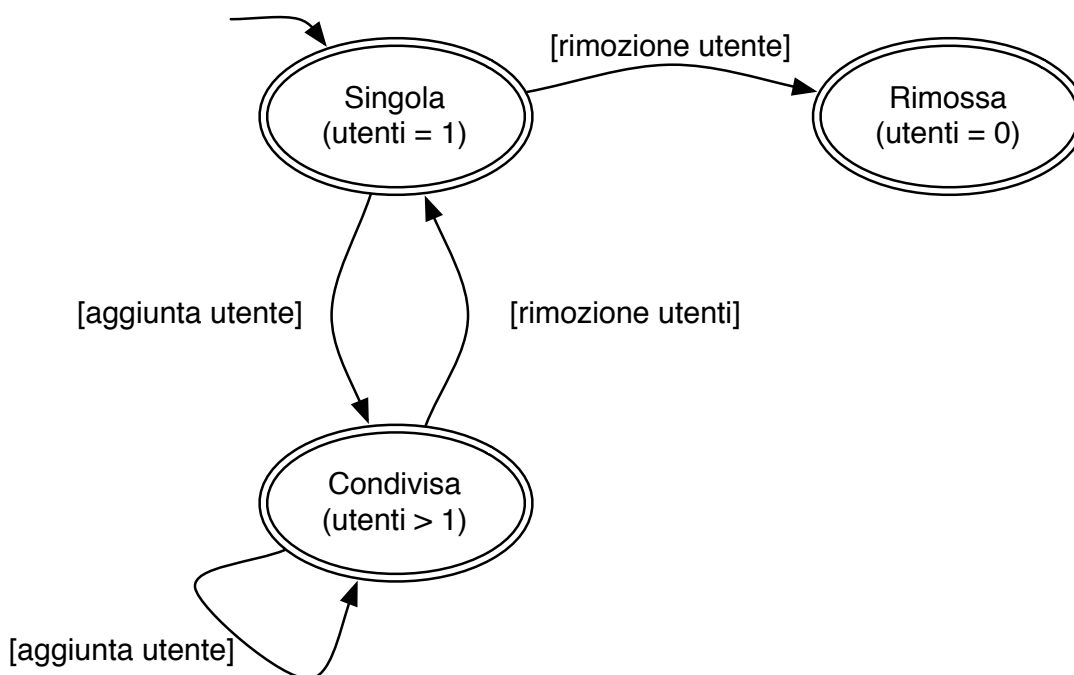 [rimozione utente]
Singola
(utenti = 1)
Rimossa
(utenti = 0)
[aggiunta utente]
[rimozione utenti]
Condivisa
(utenti > 1)
[aggiunta utente]